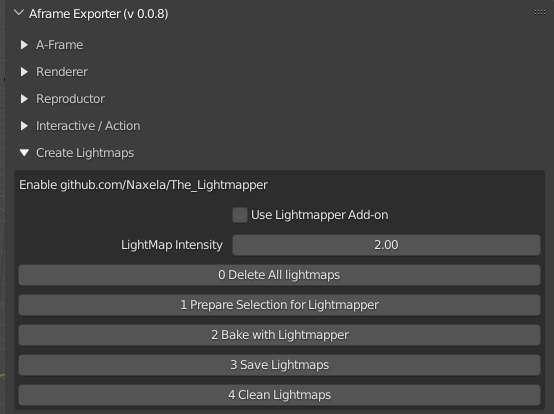 Aframe Exporter (v 0.0.8)
A-Frame
Renderer
Reproductor
Interactive / Action
Create Lightmaps
Enable github.com/Naxela/The_Lightmapper
Use Lightmapper Add-on
LightMap Intensity 2.00
0 Delete All lightmaps
1 Prepare Selection for Lightmapper
2 Bake with Lightmapper
3 Save Lightmaps
4 Clean Lightmaps